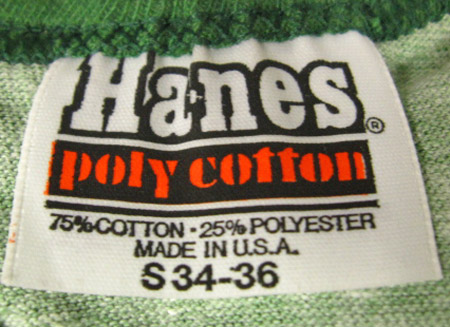 Hanes®
poly cotton
75% COTTON - 25% POLYESTER
MADE IN U.S.A.
S 34-36